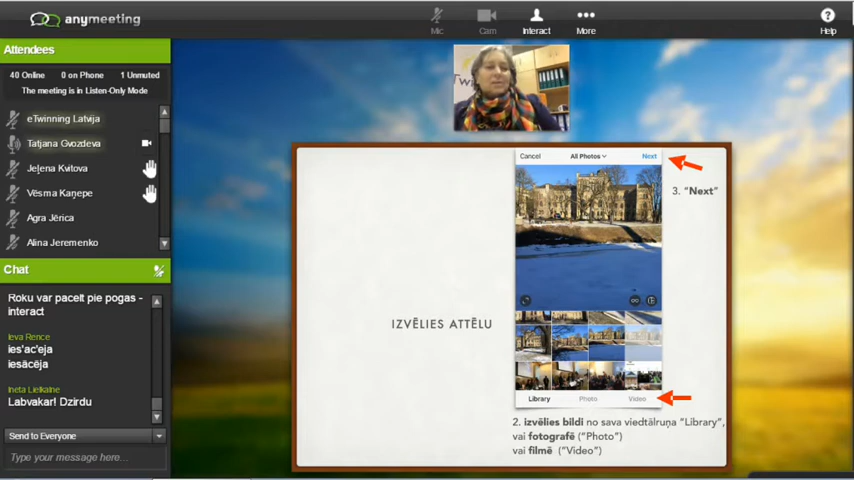 anymeeting
Mic
Cam
Interact
More
Help
Attendees
40 Online 0 on Phone 1 Unmuted
The meeting is in Listen-Only Mode
eTwinning Latvija
Tatjana Gvozdeva
Jeļena Kvitova
Vēsma Kaņepe
Agra Jērica
Alina Jeremenko
Chat
Roku var pacelt pie pogas -
interact
Ieva Rence
ies'ac'eja
iesācēja
Ineta Lielkalne
Labvakar! Dzirdu
Send to Everyone
Type your message here...
Cancel All Photos Next
3. "Next"
IZVĒLIES ATTĒLU
Library Photo Video
2. izvēlies bildi no sava viedtālruņa "Library",
vai fotografē ("Photo")
vai filmē ("Video")